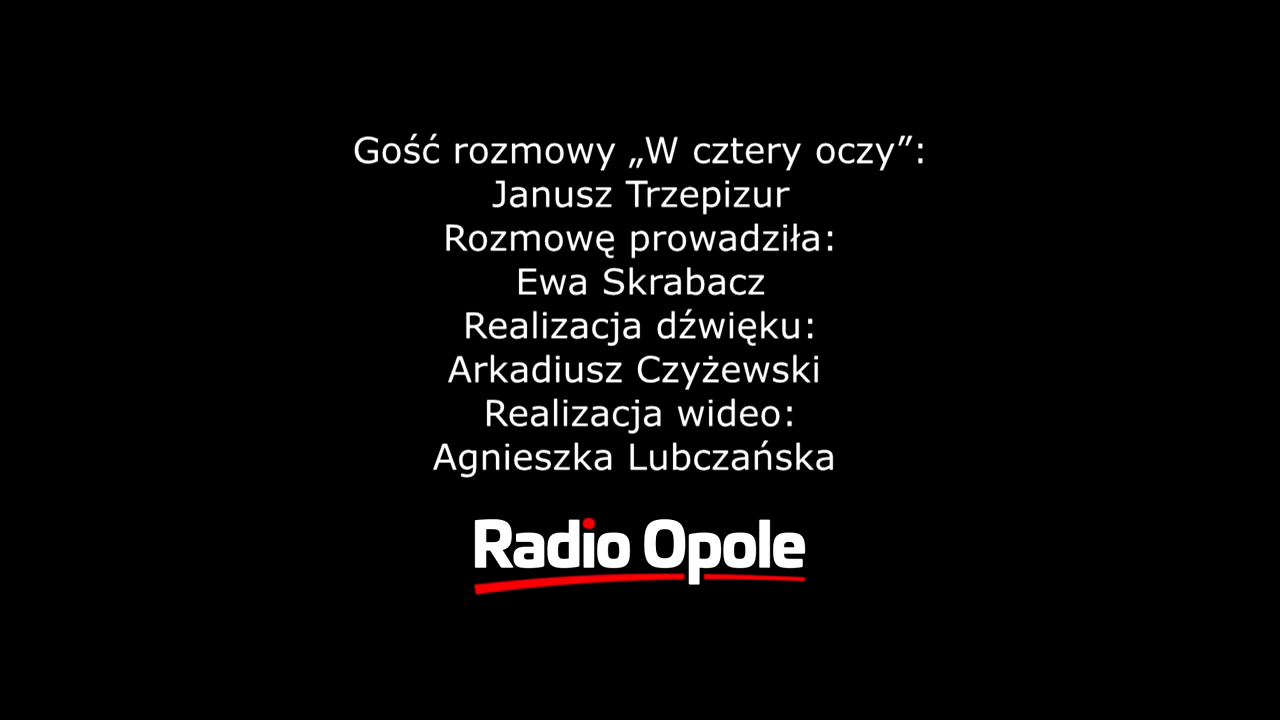 Gość rozmowy „W cztery oczy”:
Janusz Trzepizur
Rozmowę prowadziła:
Ewa Skrabacz
Realizacja dźwięku:
Arkadiusz Czyżewski
Realizacja wideo:
Agnieszka Lubczańska
Radio Opole